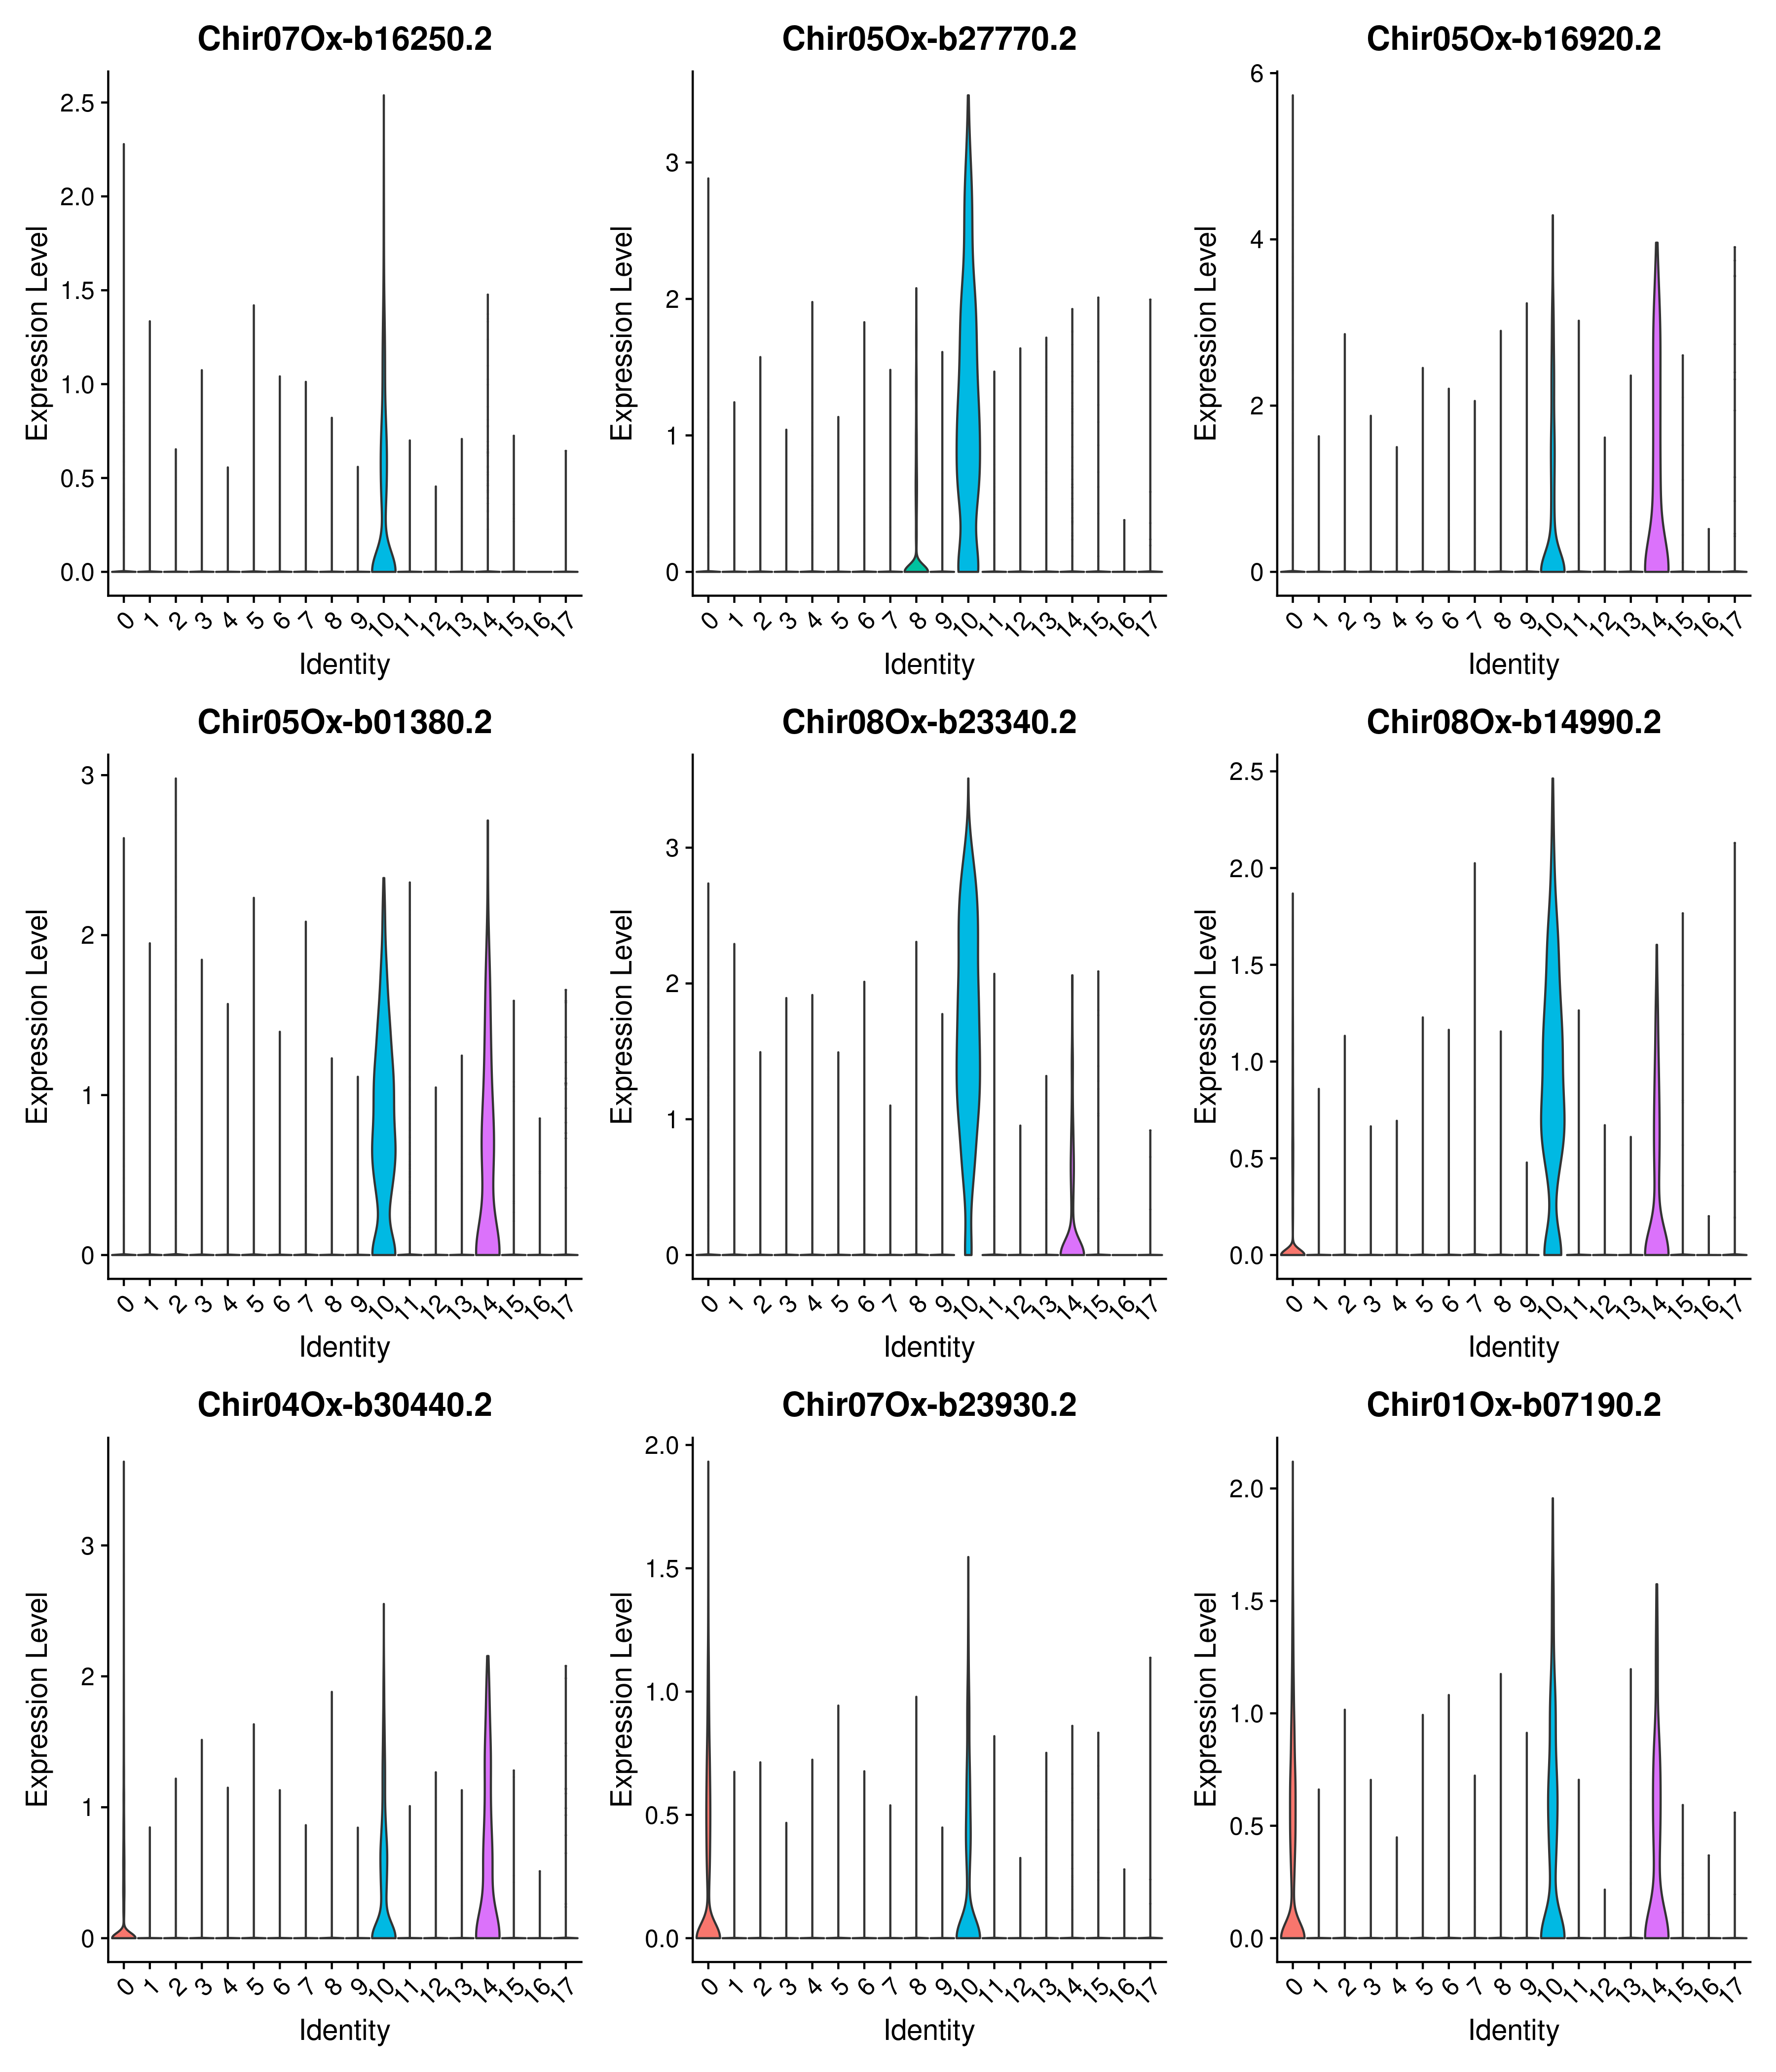 Chir07Ox-b16250.2 Chir05Ox-b27770.2 Chir05Ox-b16920.2
Expression Level
2.5
2.0
1.5
1.0
0.5
0.0
0 1 2 3 4 5 6 7 8 9 10 11 12 13 14 15 16 17
Identity
Expression Level
3
2
1
0
0 1 2 3 4 5 6 7 8 9 10 11 12 13 14 15 16 17
Identity
Expression Level
6
4
2
0
0 1 2 3 4 5 6 7 8 9 10 11 12 13 14 15 16 17
Identity
Chir05Ox-b01380.2 Chir08Ox-b23340.2 Chir08Ox-b14990.2
Expression Level
3
2
1
0
0 1 2 3 4 5 6 7 8 9 10 11 12 13 14 15 16 17
Identity
Expression Level
3
2
1
0
0 1 2 3 4 5 6 7 8 9 10 11 12 13 14 15 16 17
Identity
Expression Level
2.5
2.0
1.5
1.0
0.5
0.0
0 1 2 3 4 5 6 7 8 9 10 11 12 13 14 15 16 17
Identity
Chir04Ox-b30440.2 Chir07Ox-b23930.2 Chir01Ox-b07190.2
Expression Level
3
2
1
0
0 1 2 3 4 5 6 7 8 9 10 11 12 13 14 15 16 17
Identity
Expression Level
2.0
1.5
1.0
0.5
0.0
0 1 2 3 4 5 6 7 8 9 10 11 12 13 14 15 16 17
Identity
Expression Level
2.0
1.5
1.0
0.5
0.0
0 1 2 3 4 5 6 7 8 9 10 11 12 13 14 15 16 17
Identity